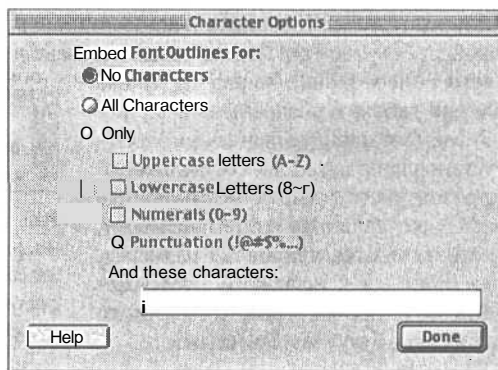 Character Options
Embed Font Outlines For:
No Characters
All Characters
O Only
Uppercase letters (A-Z) .
Lowercase Letters (8~r)
Numerals (0-9)
Q Punctuation (!@#$%...)
And these characters:
i
Help
Done